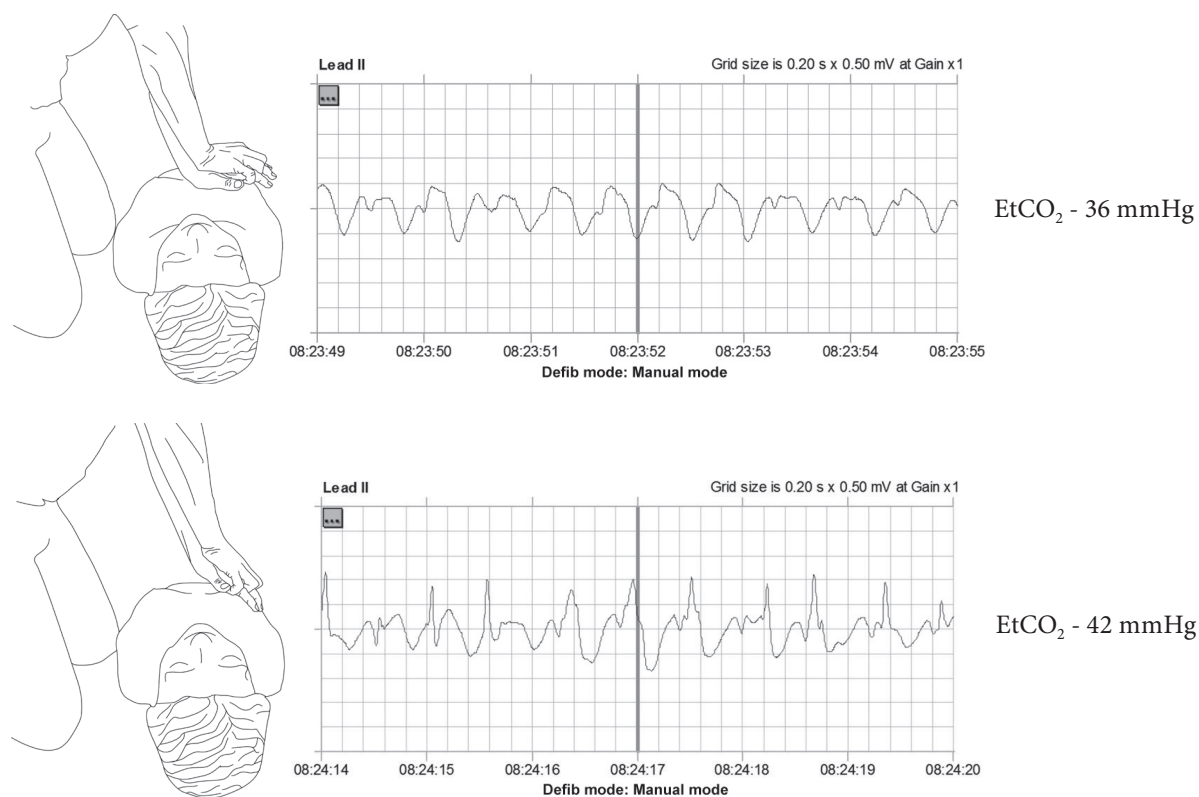 Lead II Grid size is 0.20 s x 0.50 mV at Gain x1
EtCO₂ - 36 mmHg
08:23:49 08:23:50 08:23:51 08:23:52 08:23:53 08:23:54 08:23:55
Defib mode: Manual mode
Lead II Grid size is 0.20 s x 0.50 mV at Gain x1
EtCO₂ - 42 mmHg
08:24:14 08:24:15 08:24:16 08:24:17 08:24:18 08:24:19 08:24:20
Defib mode: Manual mode